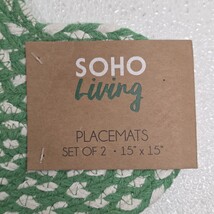 SOHO
Living
PLACEMATS
SET OF 2 • 15" x 15"